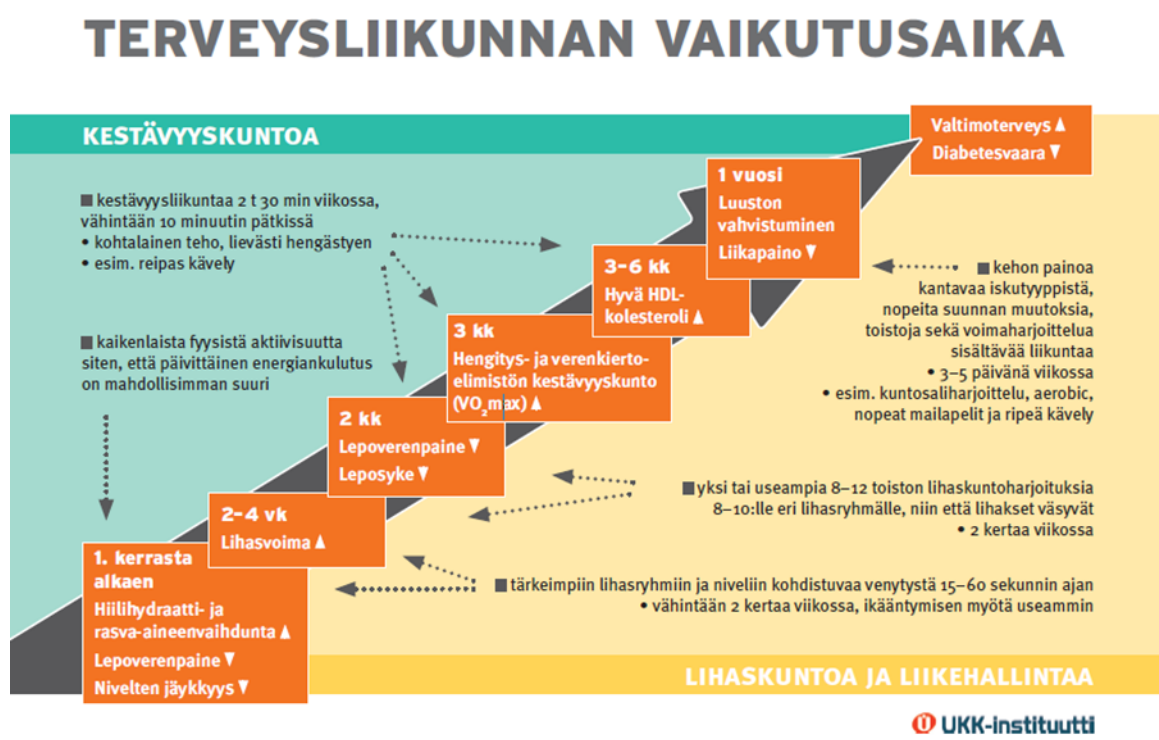 TERVEYSLIIKUNNAN VAIKUTUSAIKA
KESTÄVYYSKUNTOA
■ kestävyysliikuntaa 2 t 30 min viikossa,
vähintään 10 minuutin pätkissä
• kohtalainen teho, lievästi hengästyen
• esim. reipas kävely
■ kaikenlaista fyysistä aktiivisuutta
siten, että päivittäinen energiankulutus
on mahdollisimman suuri
1. kerrasta
alkaen
Hiilihydraatti- ja
rasva-aineenvaihdunta ▲
Lepoverenpaine ▼
Nivelten jäykkyys ▼
2–4 vk
Lihasvoima ▲
2 kk
Lepoverenpaine ▼
Leposyke ▼
3 kk
Hengitys- ja verenkierto-
elimistön kestävyyskunto
(VO₂max) ▲
3–6 kk
Hyvä HDL-
kolesteroli ▲
1 vuosi
Luuston
vahvistuminen
Liikapaino ▼
Valtimoterveys ▲
Diabetesvaara ▼
■ kehon painoa
kantavaa iskutyyppistä,
nopeita suunnan muutoksia,
toistoja sekä voimaharjoittelua
sisältävää liikuntaa
• 3–5 päivänä viikossa
• esim. kuntosaliharjoittelu, aerobic,
nopeat mailapelit ja ripeä kävely
■ yksi tai useampia 8–12 toiston lihaskuntoharjoituksia
8–10:lle eri lihasryhmälle, niin että lihakset väsyvät
• 2 kertaa viikossa
■ tärkeimpiin lihasryhmiin ja niveliin kohdistuvaa venytystä 15–60 sekunnin ajan
• vähintään 2 kertaa viikossa, ikääntymisen myötä useammin
LIHASKUNTOA JA LIIKEHALLINTAA
UKK-instituutti